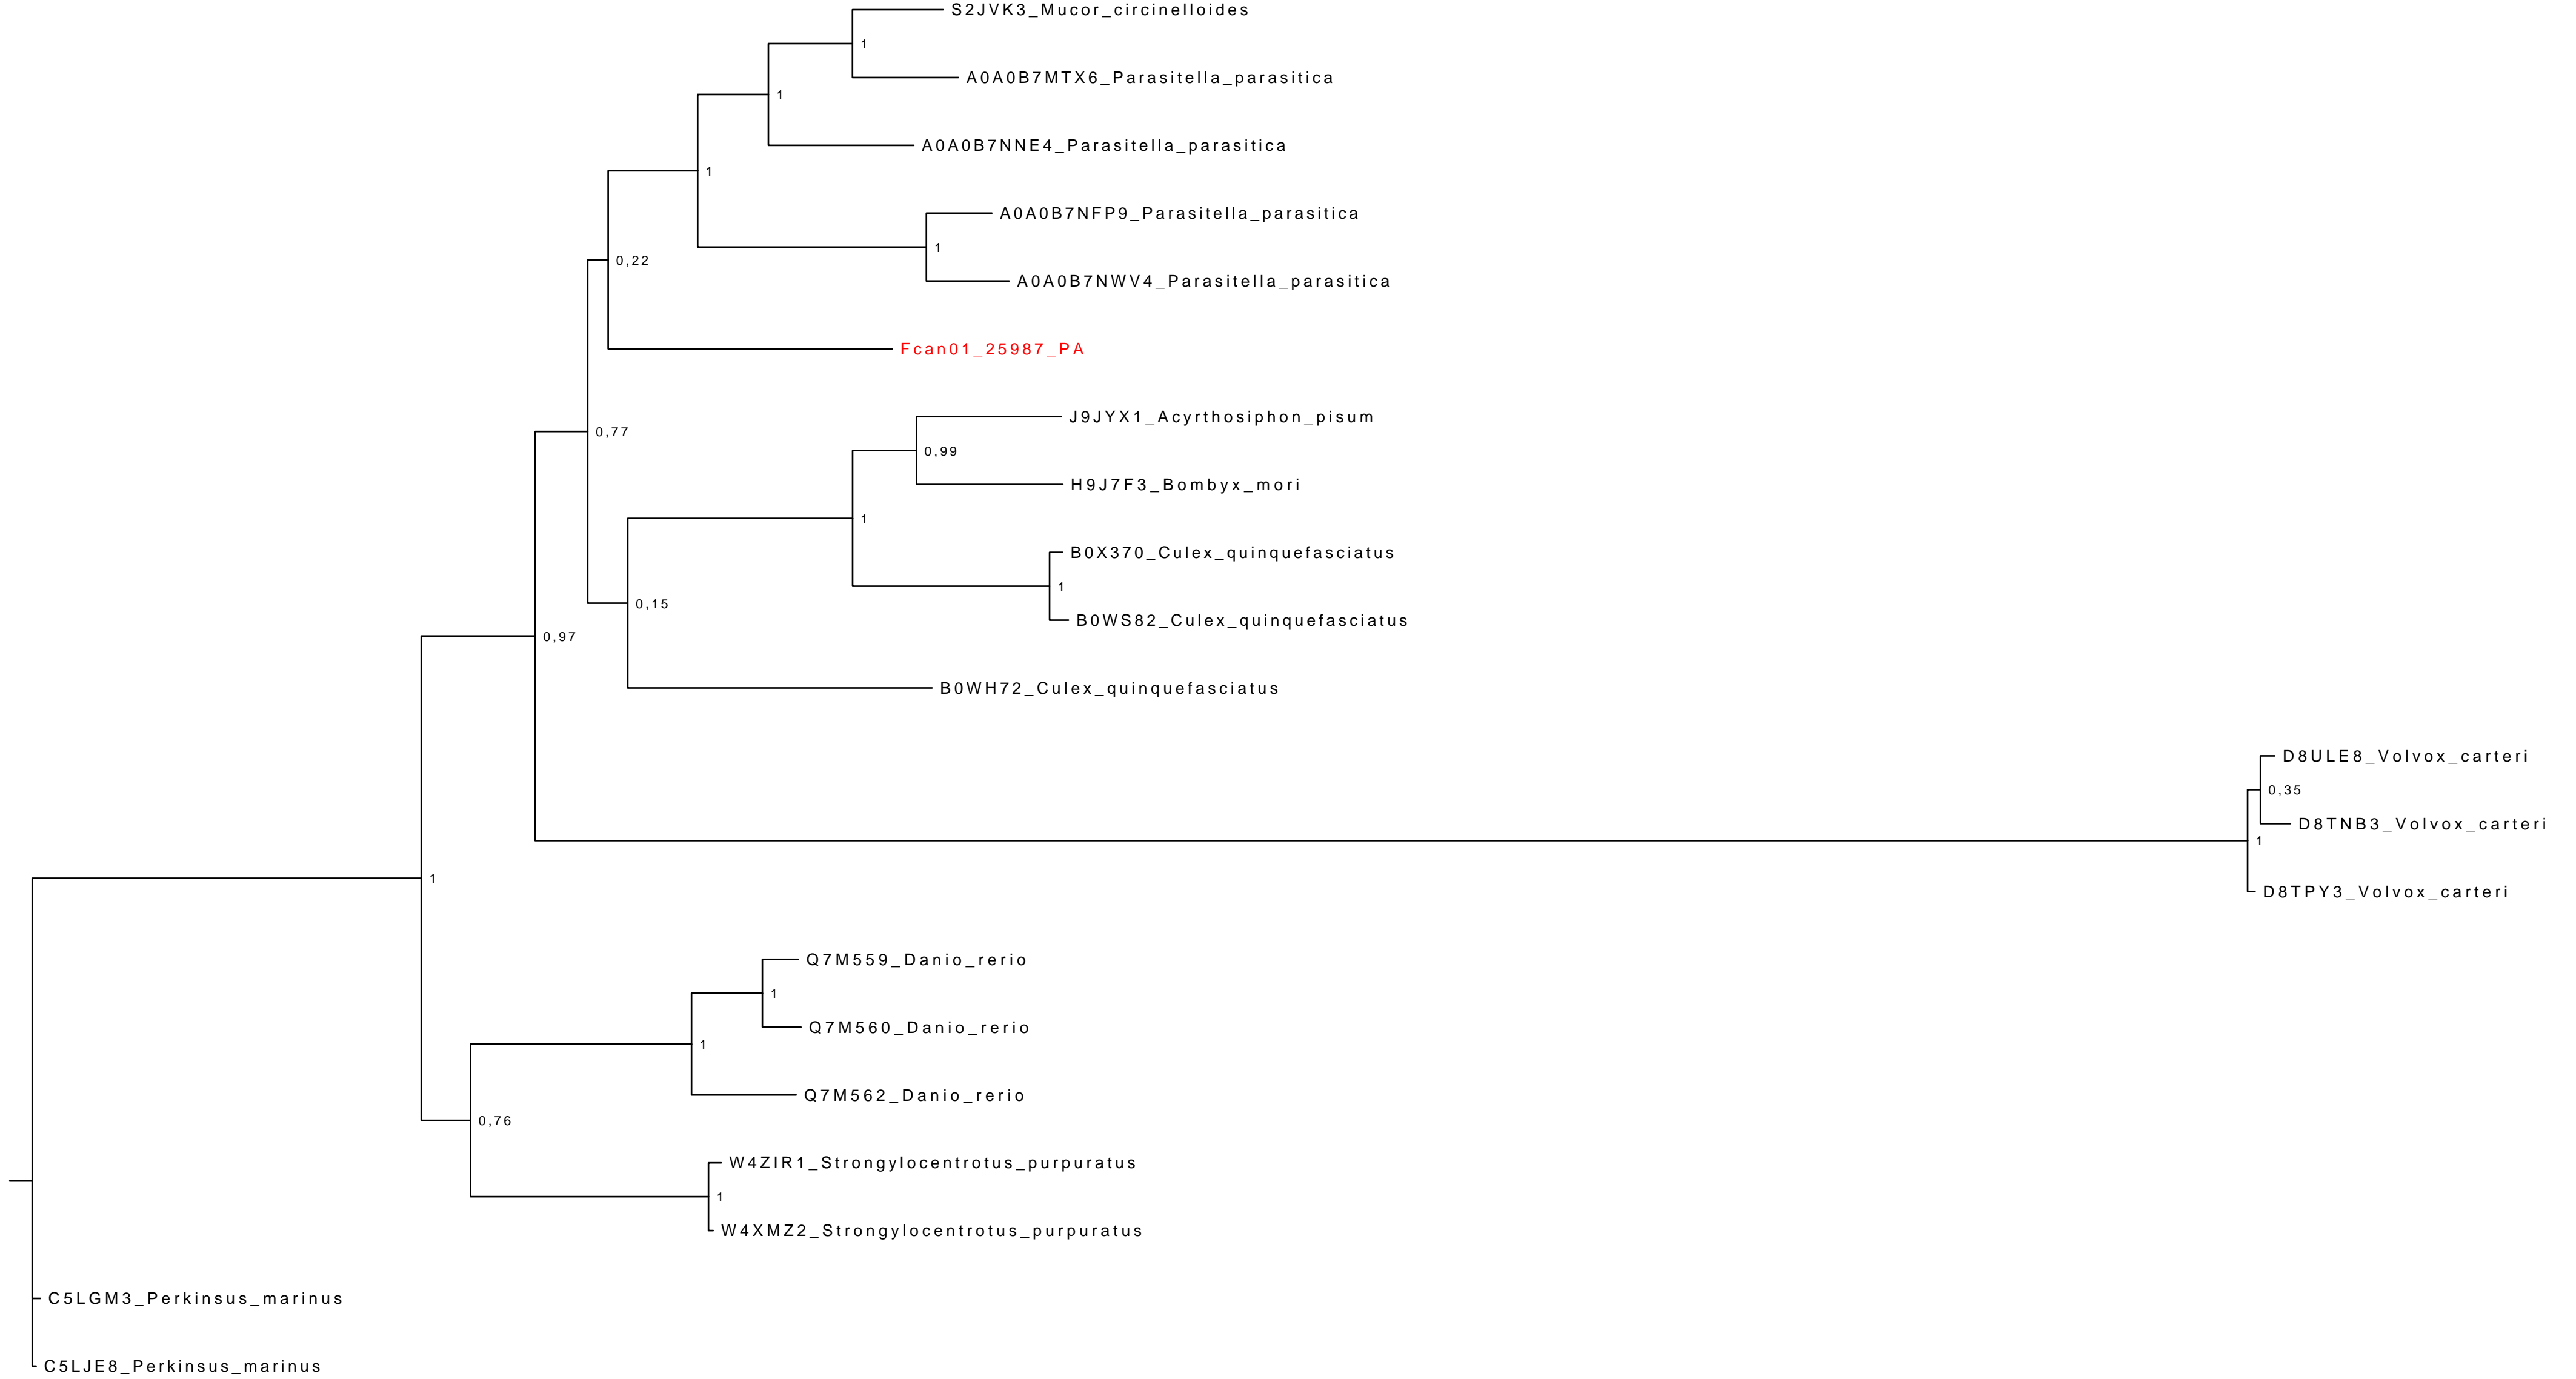 S2JVK3_Mucor_circinelloides
1
A0A0B7MTX6_Parasitella_parasitica
1
A0A0B7NNE4_Parasitella_parasitica
1
A0A0B7NFP9_Parasitella_parasitica
1
A0A0B7NWV4_Parasitella_parasitica
0,22
Fcan01_25987_PA
J9JYX1_Acyrthosiphon_pisum
0,77
0,99
H9J7F3_Bombyx_mori
1
B0X370_Culex_quinquefasciatus
1
B0WS82_Culex_quinquefasciatus
0,15
0,97
B0WH72_Culex_quinquefasciatus
D8ULE8_Volvox_carteri
0,35
D8TNB3_Volvox_carteri
1
1
D8TPY3_Volvox_carteri
Q7M559_Danio_rerio
1
Q7M560_Danio_rerio
1
Q7M562_Danio_rerio
0,76
W4ZIR1_Strongylocentrotus_purpuratus
1
W4XMZ2_Strongylocentrotus_purpuratus
C5LGM3_Perkinsus_marinus
C5LJE8_Perkinsus_marinus